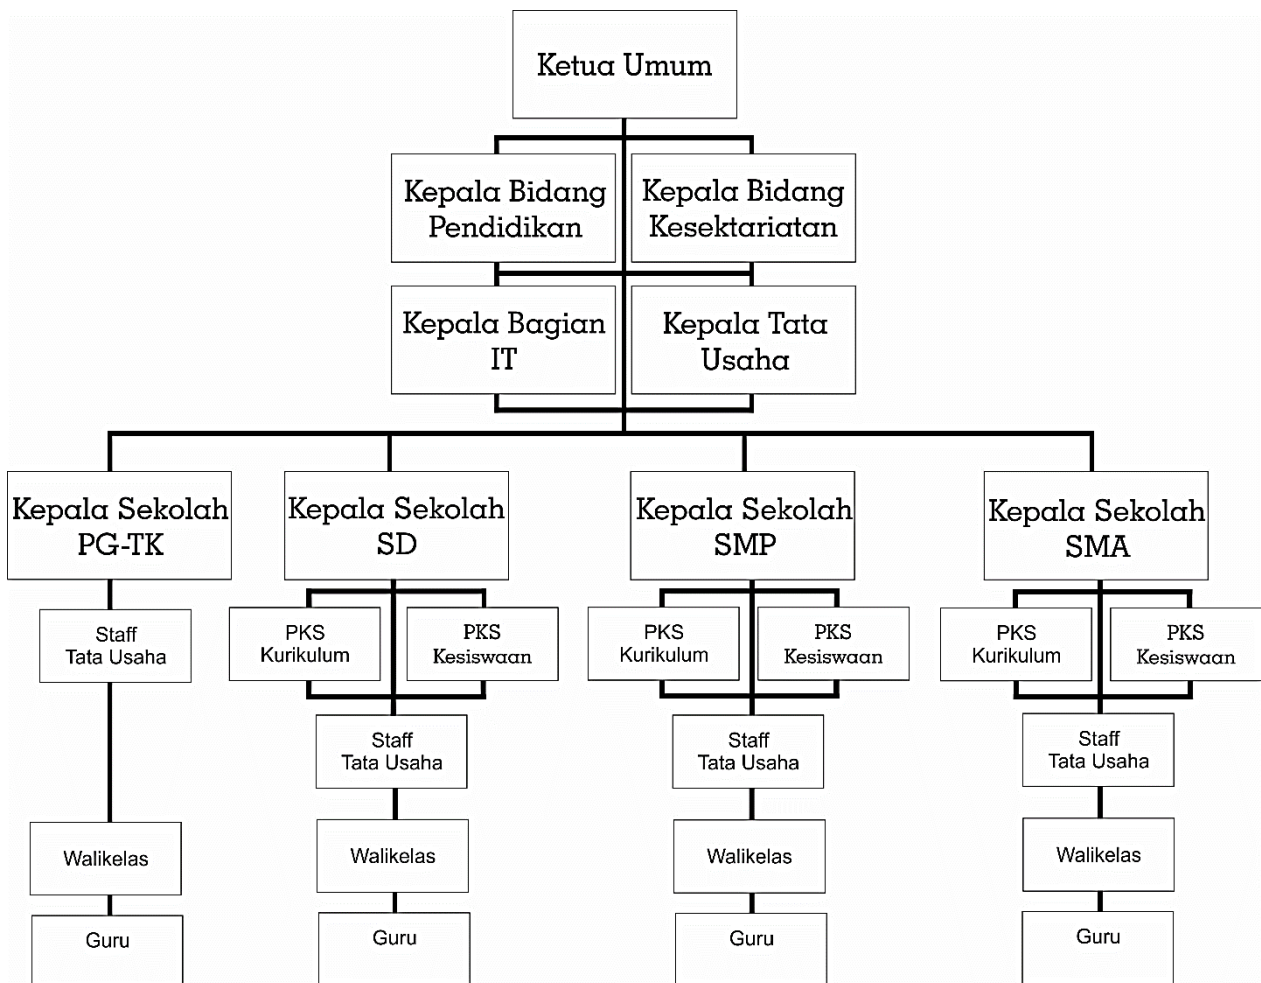 Ketua Umum
Kepala Bidang
Pendidikan
Kepala Bidang
Kesektariatan
Kepala Bagian
IT
Kepala Tata
Usaha
Kepala Sekolah
PG-TK
Kepala Sekolah
SD
Kepala Sekolah
SMP
Kepala Sekolah
SMA
Staff
Tata Usaha
PKS
Kurikulum
PKS
Kesiswaan
PKS
Kurikulum
PKS
Kesiswaan
PKS
Kurikulum
PKS
Kesiswaan
Staff
Tata Usaha
Staff
Tata Usaha
Staff
Tata Usaha
Walikelas
Walikelas
Walikelas
Walikelas
Guru
Guru
Guru
Guru